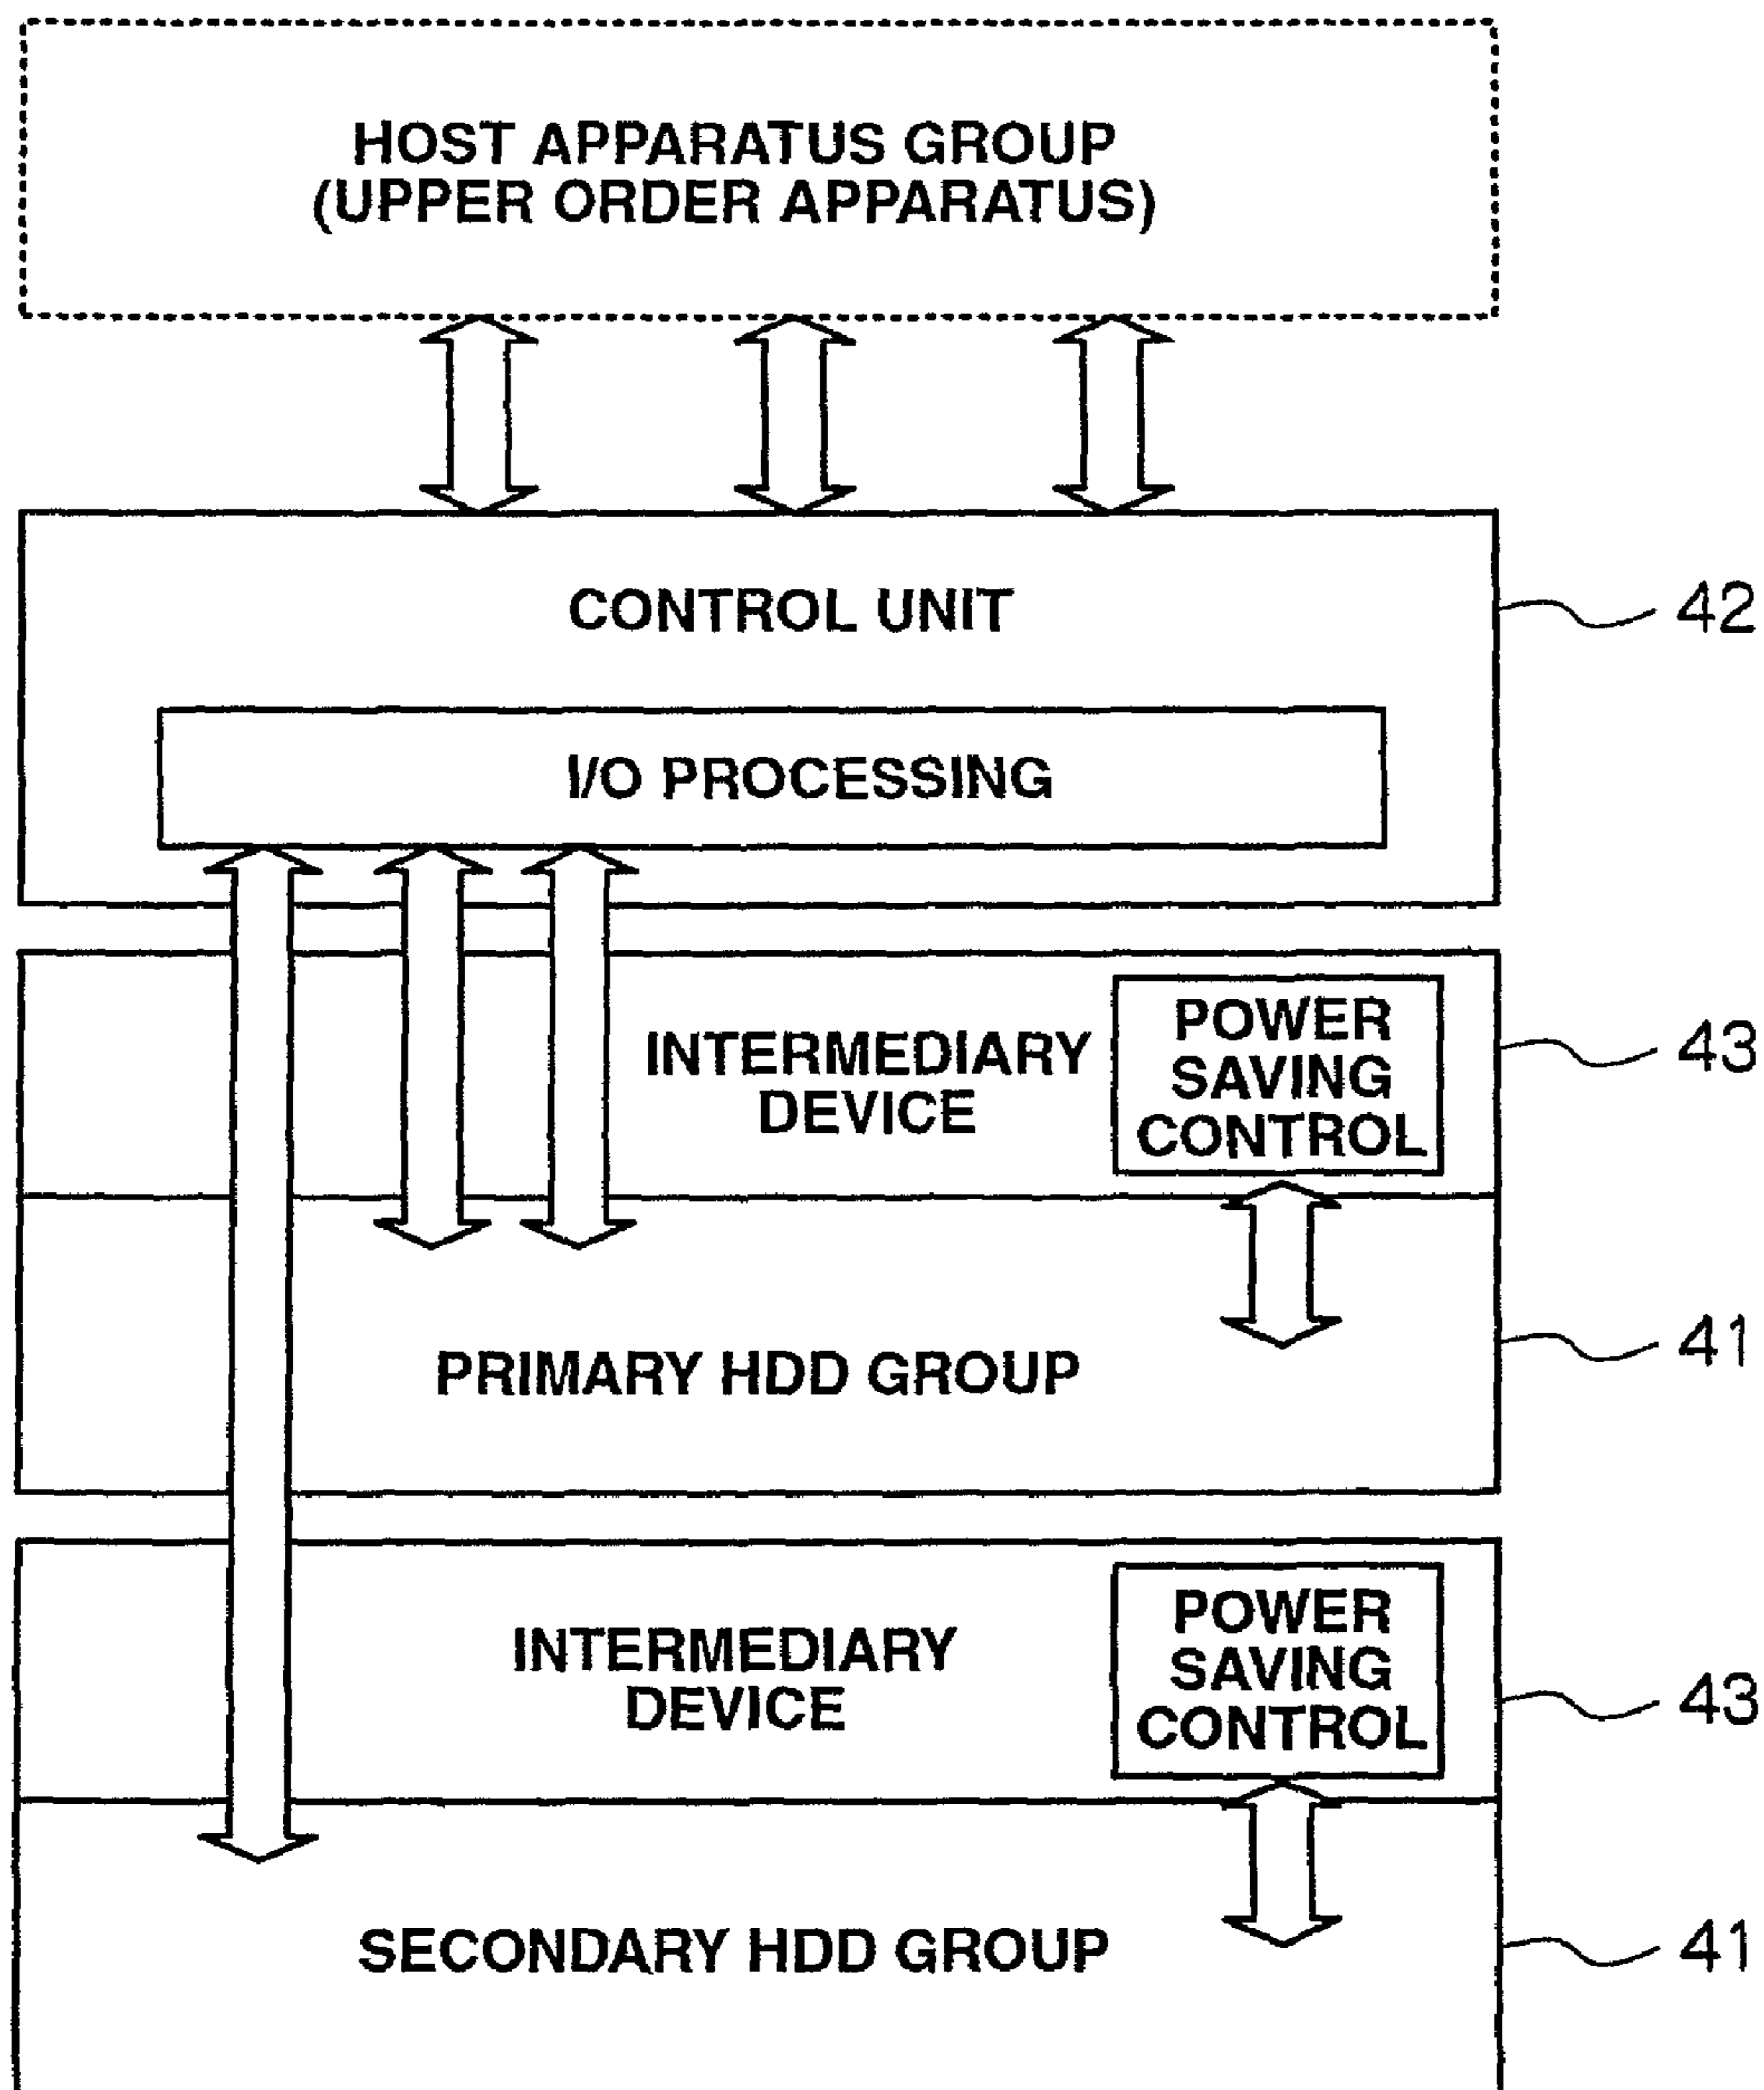 HOST APPARATUS GROUP
(UPPER ORDER APPARATUS)
CONTROL UNIT
42
I/O PROCESSING
INTERMEDIARY
DEVICE
POWER
SAVING
CONTROL
43
PRIMARY HDD GROUP
41
INTERMEDIARY
DEVICE
POWER
SAVING
CONTROL
43
SECONDARY HDD GROUP
41